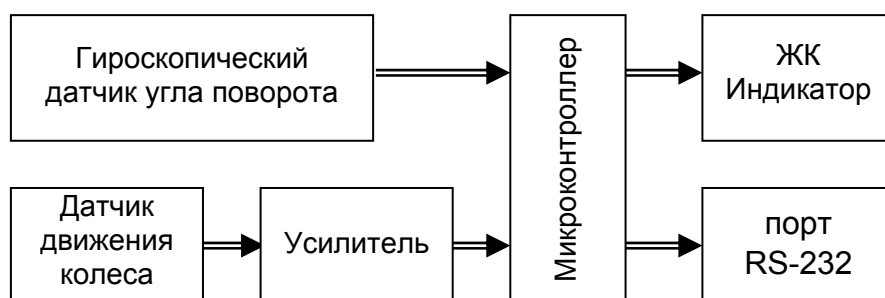 Гироскопический
датчик угла поворота
Микроконтроллер
ЖК
Индикатор
Датчик
движения
колеса
Усилитель
порт
RS-232